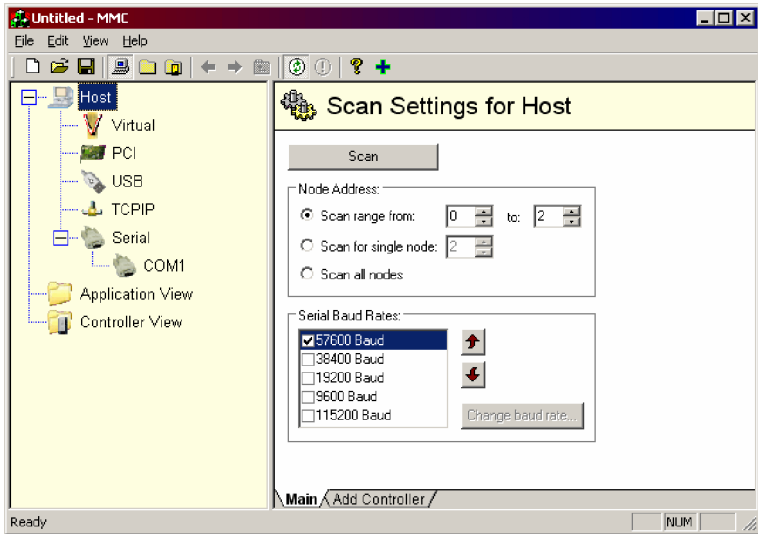 Untitled - MMC
File Edit View Help
Host
Virtual
PCI
USB
TCPIP
Serial
COM1
Application View
Controller View
Scan Settings for Host
Scan
Node Address:
Scan range from: 0 to: 2
Scan for single node: 2
Scan all nodes
Serial Baud Rates:
57600 Baud
38400 Baud
19200 Baud
9600 Baud
115200 Baud
Change baud rate...
Main Add Controller
Ready NUM